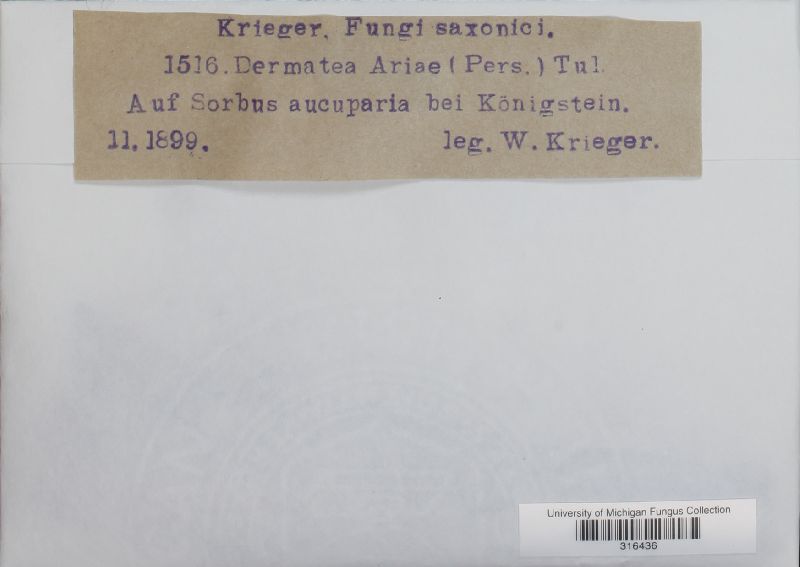 Krieger, Fungi saxonici.
1516. Dermatea Ariae (Pers.) Tul.
Auf Sorbus aucuparia bei Königstein.
11. 1899. leg. W. Krieger.
University of Michigan Fungus Collection
316436